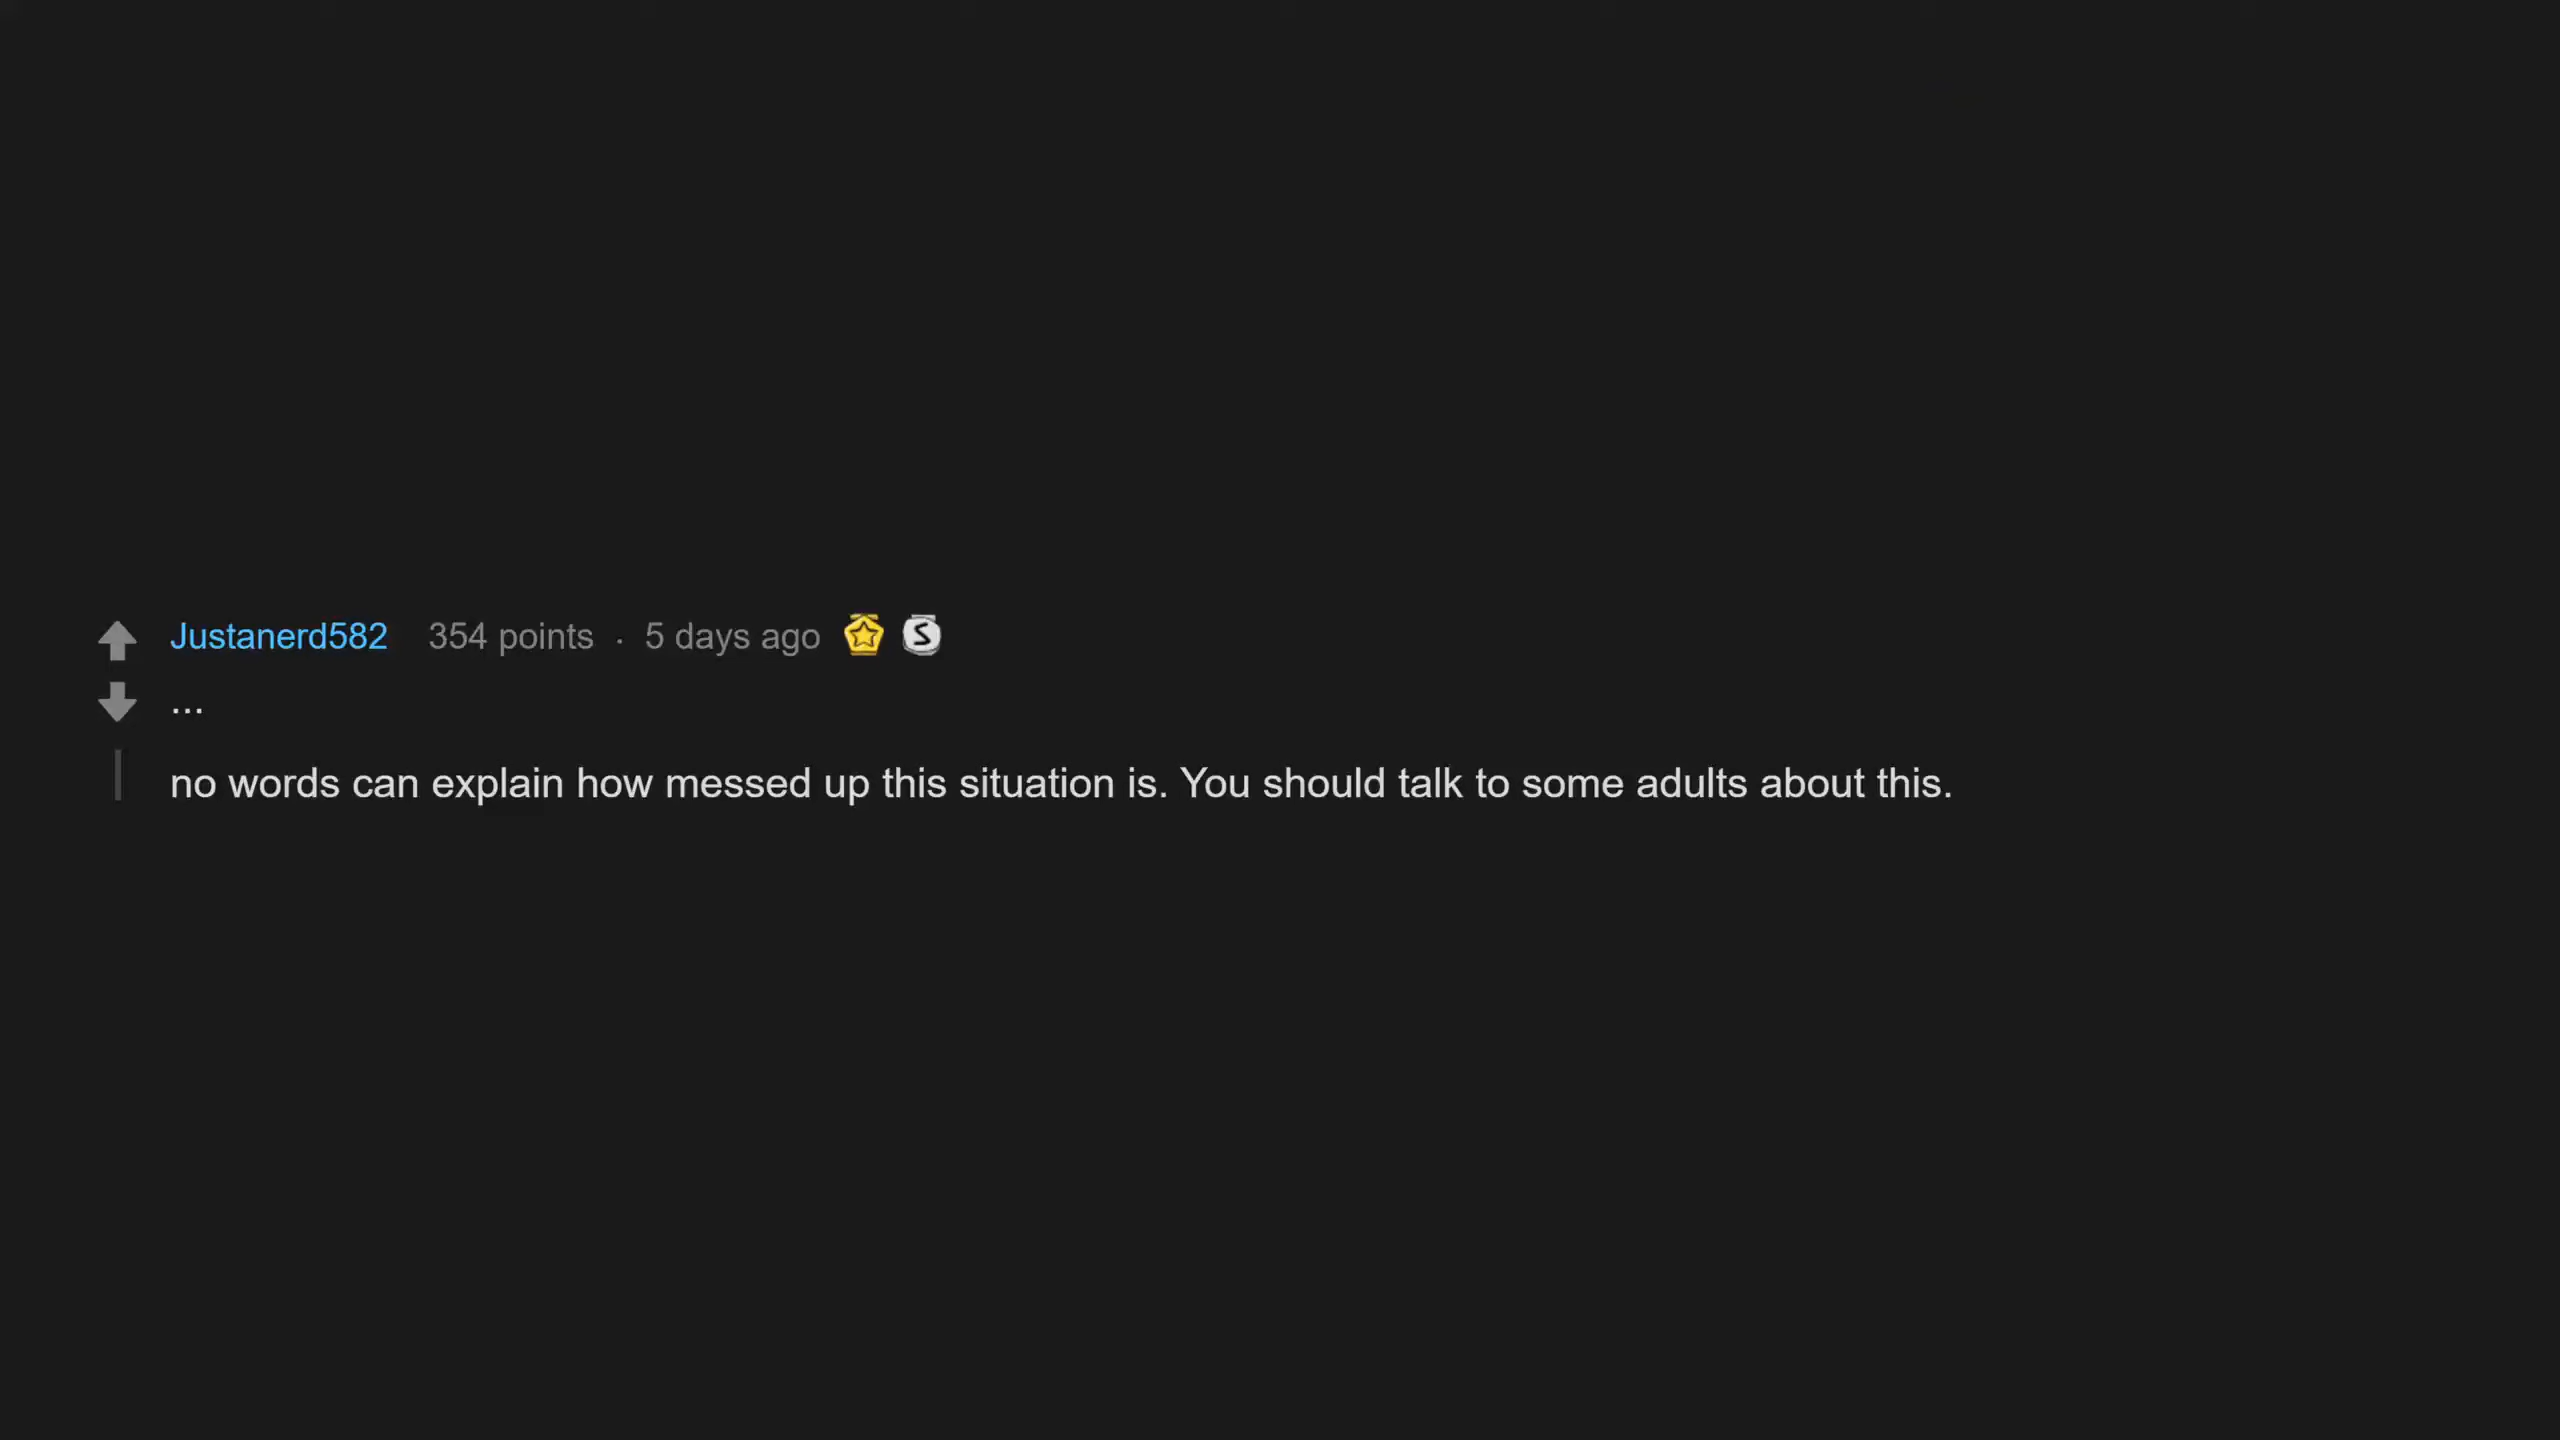 Justanerd582 354 points · 5 days ago
...
no words can explain how messed up this situation is. You should talk to some adults about this.